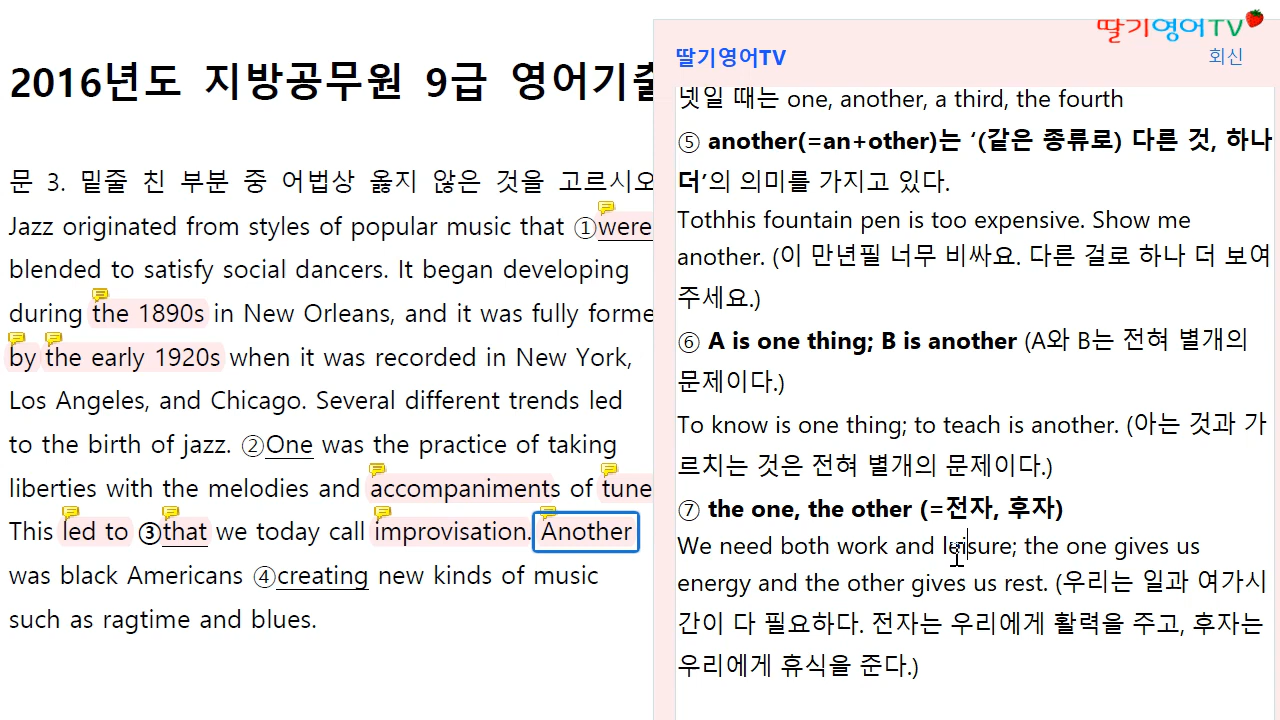 2016년도 지방공무원 9급 영어기출
문 3. 밑줄 친 부분 중 어법상 옳지 않은 것을 고르시오
Jazz originated from styles of popular music that ①were
blended to satisfy social dancers. It began developing
during the 1890s in New Orleans, and it was fully forme
by the early 1920s when it was recorded in New York,
Los Angeles, and Chicago. Several different trends led
to the birth of jazz. ②One was the practice of taking
liberties with the melodies and accompaniments of tune
This led to ③that we today call improvisation. Another
was black Americans ④creating new kinds of music
such as ragtime and blues.
딸기영어TV
딸기영어TV
회신
넷일 때는 one, another, a third, the fourth
⑤ another(=an+other)는 ‘(같은 종류로) 다른 것, 하나
더’의 의미를 가지고 있다.
Tothhis fountain pen is too expensive. Show me
another. (이 만년필 너무 비싸요. 다른 걸로 하나 더 보여
주세요.)
⑥ A is one thing; B is another (A와 B는 전혀 별개의
문제이다.)
To know is one thing; to teach is another. (아는 것과 가
르치는 것은 전혀 별개의 문제이다.)
⑦ the one, the other (=전자, 후자)
We need both work and leisure; the one gives us
energy and the other gives us rest. (우리는 일과 여가시
간이 다 필요하다. 전자는 우리에게 활력을 주고, 후자는
우리에게 휴식을 준다.)